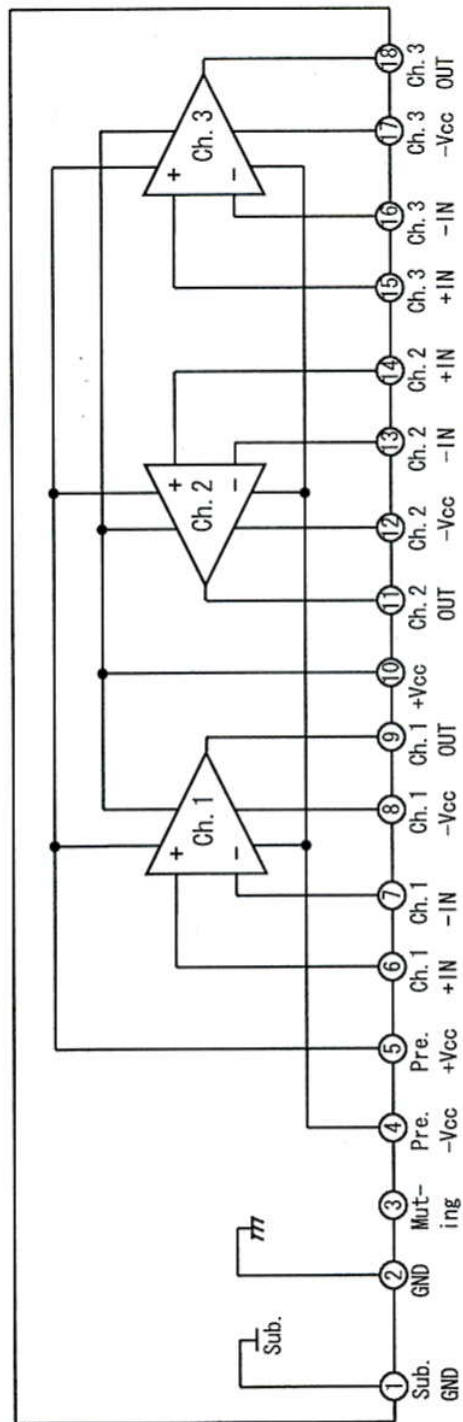 Ch. 1
Ch. 2
Ch. 3
+
−
+
−
+
−
Sub.
1
Sub.
GND
2
GND
3
Mut-
ing
4
Pre.
-Vcc
5
Pre.
+Vcc
6
Ch. 1
+IN
7
Ch. 1
-IN
8
Ch. 1
-Vcc
9
Ch. 1
OUT
10
+Vcc
11
Ch. 2
OUT
12
Ch. 2
-Vcc
13
Ch. 2
-IN
14
Ch. 2
+IN
15
Ch. 3
+IN
16
Ch. 3
-IN
17
Ch. 3
-Vcc
18
Ch. 3
OUT